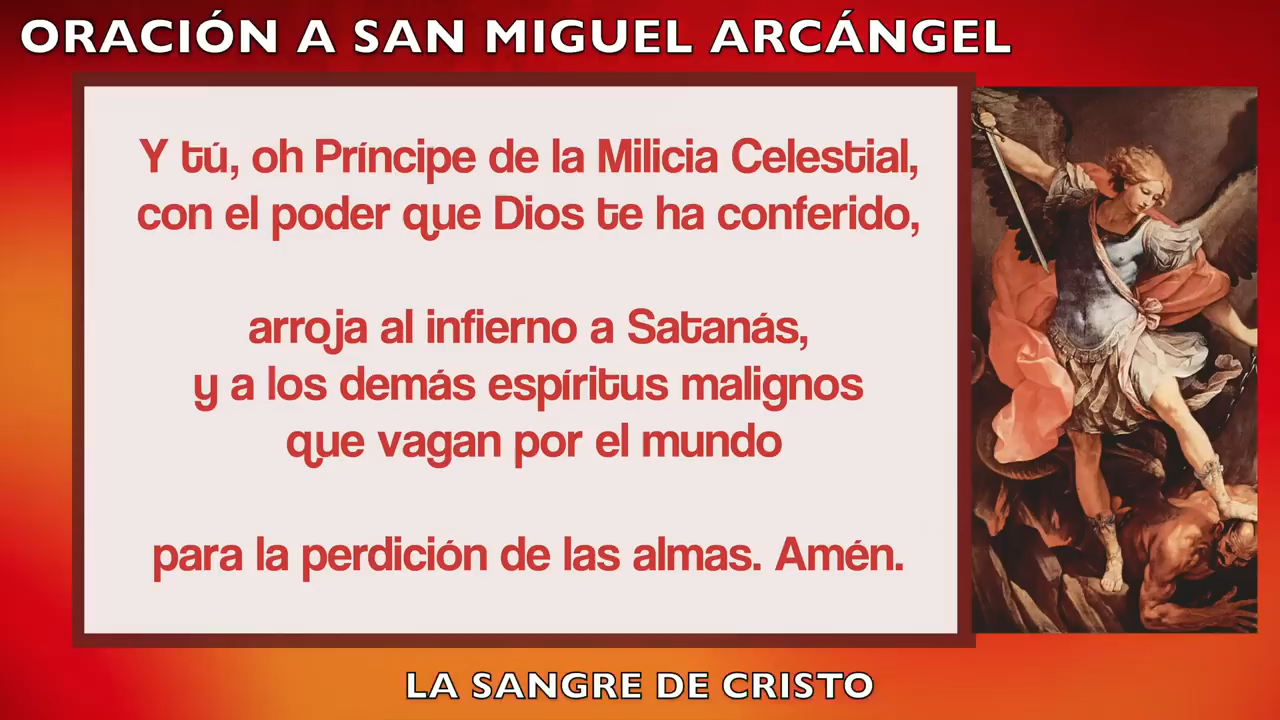 ORACIÓN A SAN MIGUEL ARCÁNGEL
Y tú, oh Príncipe de la Milicia Celestial,
con el poder que Dios te ha conferido,
arroja al infierno a Satanás,
y a los demás espíritus malignos
que vagan por el mundo
para la perdición de las almas. Amén.
LA SANGRE DE CRISTO